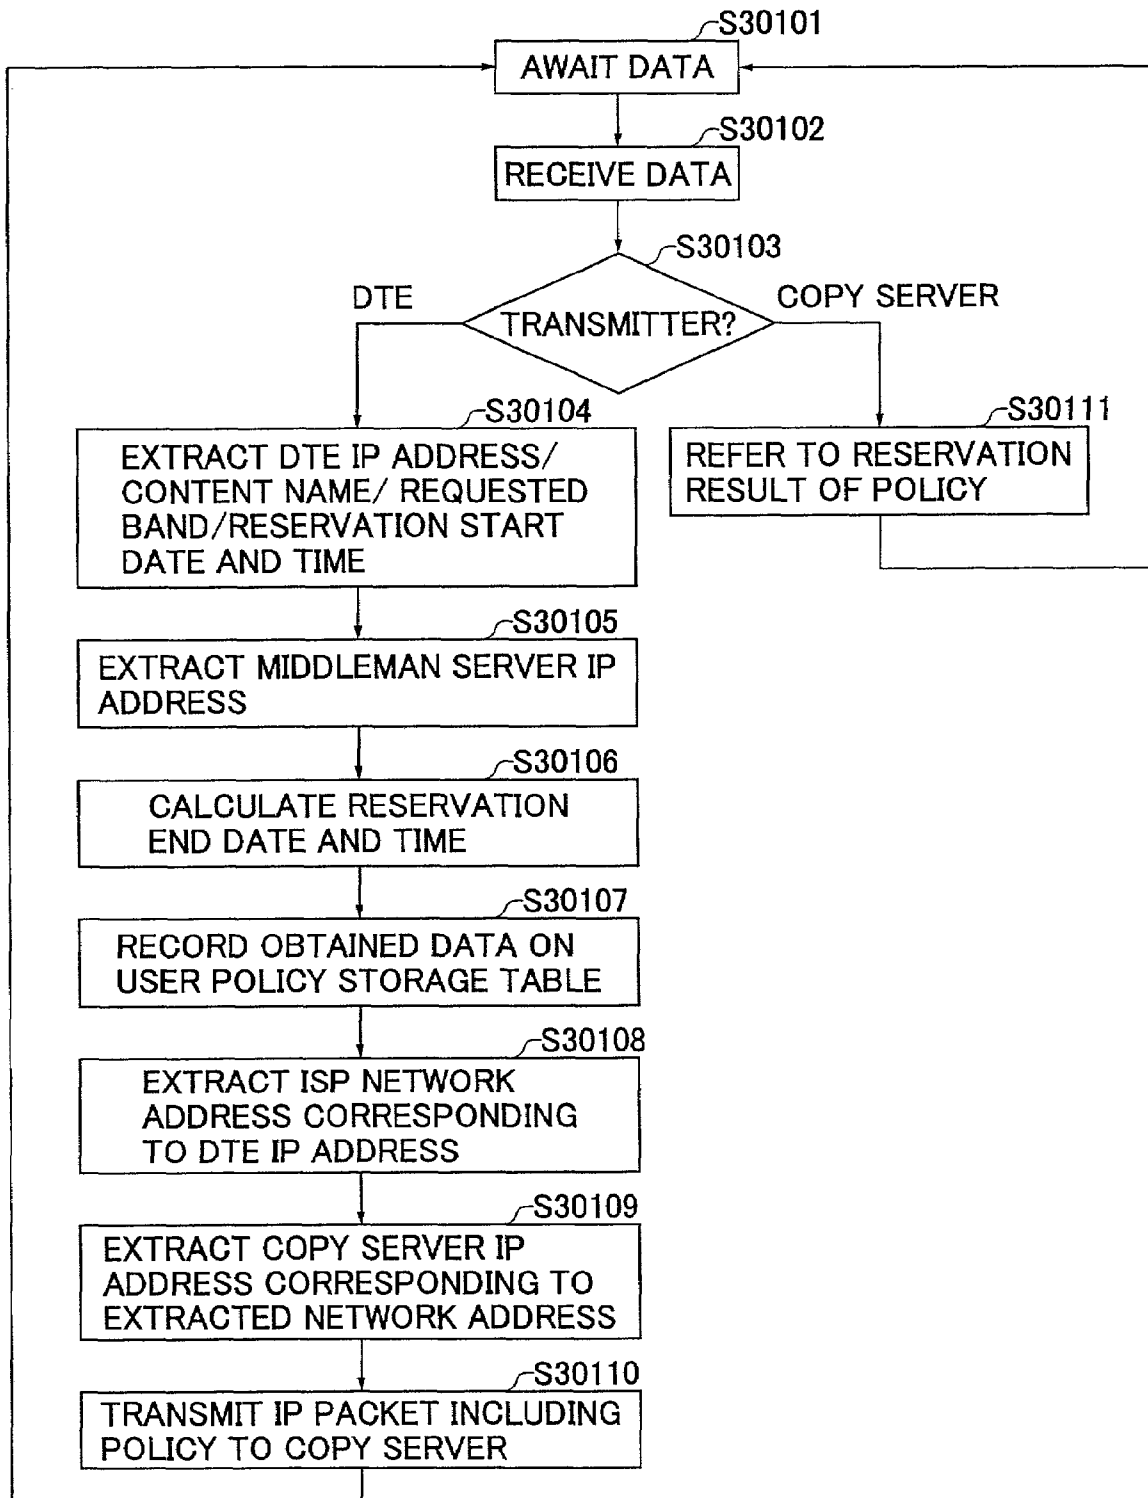 S30101
AWAIT DATA
S30102
RECEIVE DATA
S30103
DTE
COPY SERVER
TRANSMITTER?
S30104
EXTRACT DTE IP ADDRESS/
CONTENT NAME/ REQUESTED
BAND/RESERVATION START
DATE AND TIME
S30111
REFER TO RESERVATION
RESULT OF POLICY
S30105
EXTRACT MIDDLEMAN SERVER IP
ADDRESS
S30106
CALCULATE RESERVATION
END DATE AND TIME
S30107
RECORD OBTAINED DATA ON
USER POLICY STORAGE TABLE
S30108
EXTRACT ISP NETWORK
ADDRESS CORRESPONDING
TO DTE IP ADDRESS
S30109
EXTRACT COPY SERVER IP
ADDRESS CORRESPONDING TO
EXTRACTED NETWORK ADDRESS
S30110
TRANSMIT IP PACKET INCLUDING
POLICY TO COPY SERVER